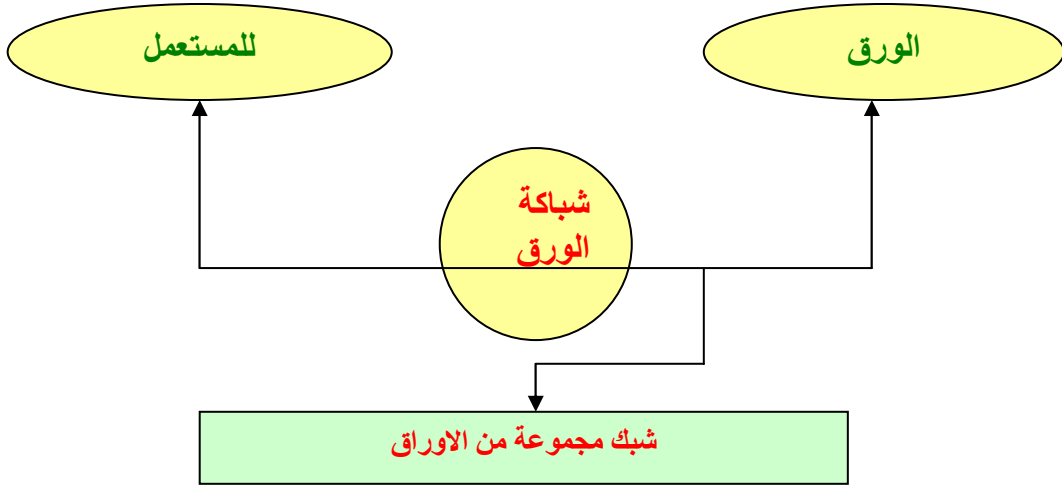 الورق
للمستعمل
شباكة
الورق
شبك مجموعة من الاوراق